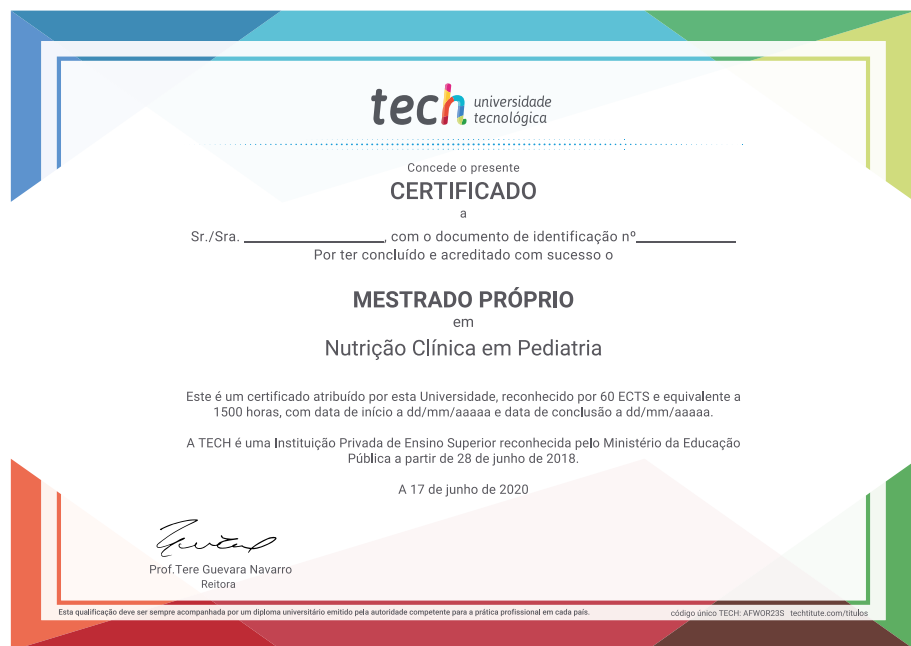 tech universidade
tecnológica
Concede o presente
CERTIFICADO
a
Sr./Sra. ________________, com o documento de identificação nº____________
Por ter concluído e acreditado com sucesso o
MESTRADO PRÓPRIO
em
Nutrição Clínica em Pediatria
Este é um certificado atribuído por esta Universidade, reconhecido por 60 ECTS e equivalente a
1500 horas, com data de início a dd/mm/aaaaa e data de conclusão a dd/mm/aaaaa.
A TECH é uma Instituição Privada de Ensino Superior reconhecida pelo Ministério da Educação
Pública a partir de 28 de junho de 2018.
A 17 de junho de 2020
Prof.Tere Guevara Navarro
Reitora
Esta qualificação deve ser sempre acompanhada por um diploma universitário emitido pela autoridade competente para a prática profissional em cada país.
código único TECH: AFWOR23S techtitute.com/titulos